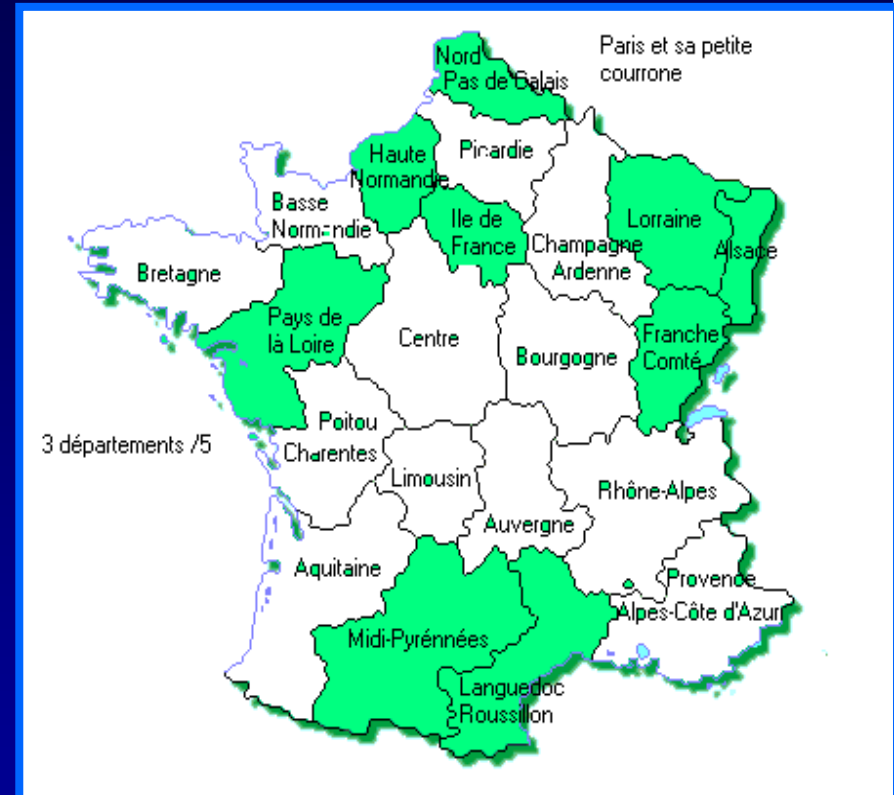 Paris et sa petite
courrone
Nord
Pas de Calais
Picardie
Haute
Normandie
Basse
Normandie
Ile de
France
Lorraine
Alsace
Champagne
Ardenne
Bretagne
Pays de
là Loire
Centre
Bourgogne
Franche
Comté
3 départements /5
Poitou
Charentes
Limousin
Auvergne
Rhône-Alpes
Aquitaine
Provence
Alpes-Côte d'Azur
Midi-Pyrénnées
Languedoc
Roussillon